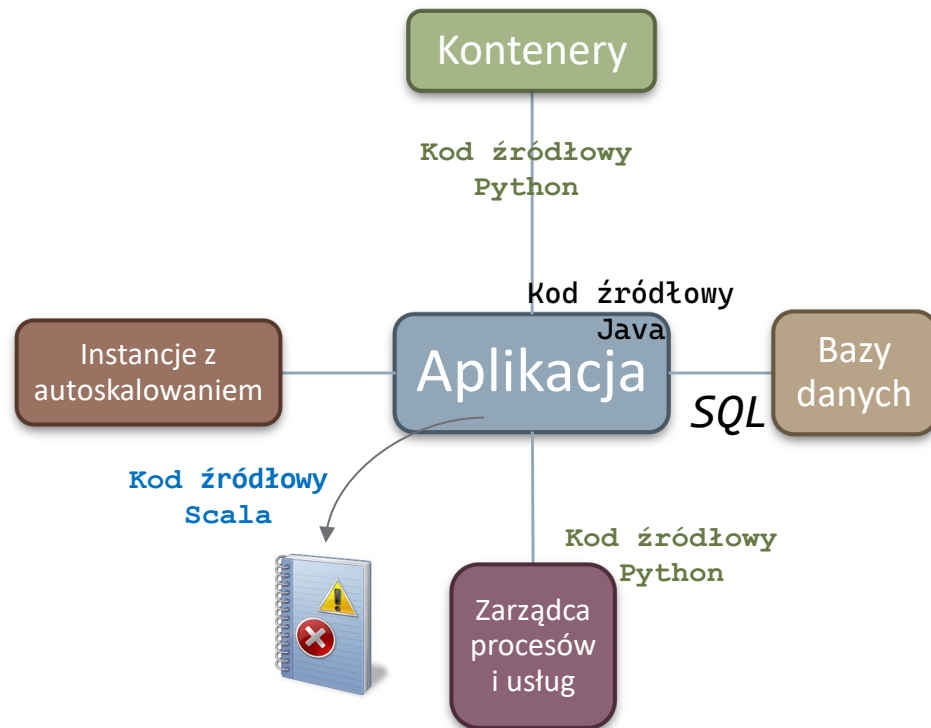 Kontenery
Kod źródłowy
Python
Kod źródłowy
Java
Instancje z
autoskalowaniem
Aplikacja
Bazy
danych
SQL
Kod źródłowy
Scala
Kod źródłowy
Python
Zarządca
procesów
i usług